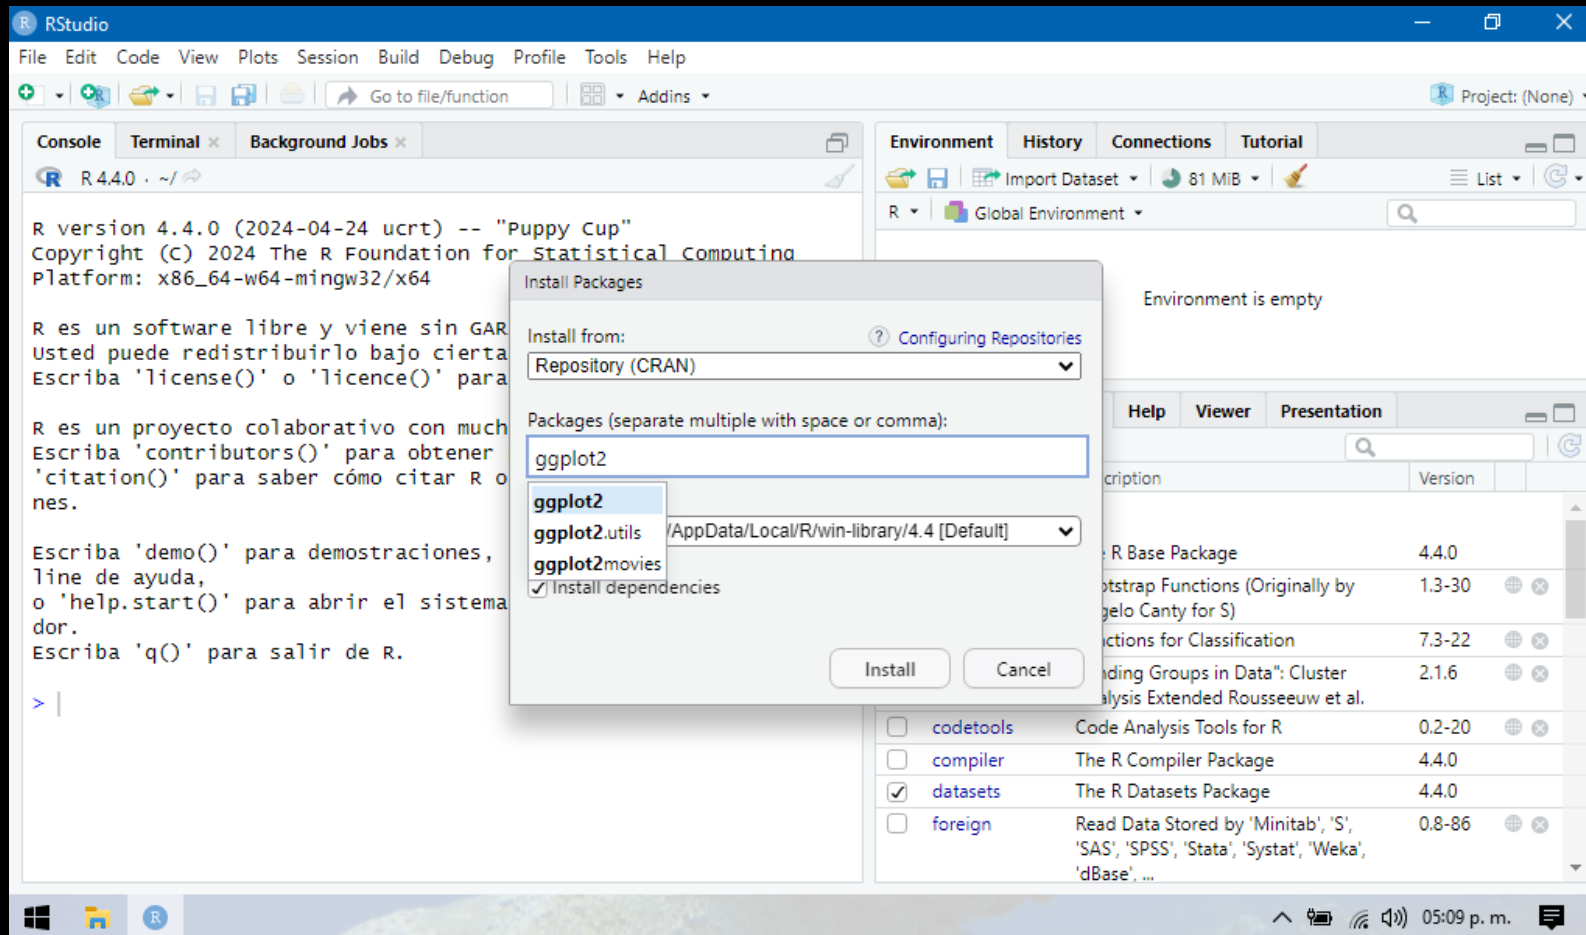 RStudio
File Edit Code View Plots Session Build Debug Profile Tools Help
Go to file/function Addins Project: (None)
Console Terminal Background Jobs
R 4.4.0 · ~/
R version 4.4.0 (2024-04-24 ucrt) -- "Puppy Cup"
Copyright (C) 2024 The R Foundation for Statistical Computing
Platform: x86_64-w64-mingw32/x64
R es un software libre y viene sin GAR
Usted puede redistribuirlo bajo cierta
Escriba 'license()' o 'licence()' para
R es un proyecto colaborativo con much
Escriba 'contributors()' para obtener
'citation()' para saber cómo citar R o
nes.
Escriba 'demo()' para demostraciones,
line de ayuda,
o 'help.start()' para abrir el sistema
dor.
Escriba 'q()' para salir de R.
>
Install Packages
Install from:
Configuring Repositories
Repository (CRAN)
Packages (separate multiple with space or comma):
ggplot2
ggplot2
ggplot2.utils
ggplot2movies
/AppData/Local/R/win-library/4.4 [Default]
Install dependencies
Install Cancel
Environment History Connections Tutorial
Import Dataset 81 MiB List
R Global Environment
Environment is empty
Help Viewer Presentation
cription Version
R Base Package 4.4.0
otstrap Functions (Originally by 1.3-30
gelo Canty for S)
ctions for Classification 7.3-22
nding Groups in Data": Cluster 2.1.6
alysis Extended Rousseeuw et al.
codetools Code Analysis Tools for R 0.2-20
compiler The R Compiler Package 4.4.0
datasets The R Datasets Package 4.4.0
foreign Read Data Stored by 'Minitab', 'S', 0.8-86
'SAS', 'SPSS', 'Stata', 'Systat', 'Weka',
'dBase', ...
05:09 p. m.